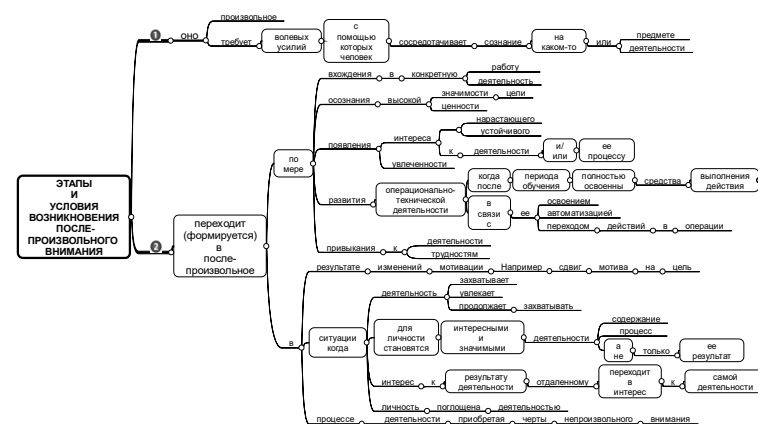 ЭТАПЫ
И
УСЛОВИЯ
ВОЗНИКНОВЕНИЯ
ПОСЛЕ-
ПРОИЗВОЛЬНОГО
ВНИМАНИЯ
1 оно
произвольное
требует волевых
усилий
с
помощью
которых
человек
сосредотачивает сознание на
каком-то
или
предмете
деятельности
2 переходит
(формируется)
в
после-
произвольное
по
мере
вхождения в конкретную
работу
деятельность
осознания высокой
значимости цели
ценности
появления
интереса
нарастающего
устойчивого
к деятельности и/
или
ее
процессу
увлеченности
развития
операционально-
технической
деятельности
когда
после
периода
обучения
полностью
освоенны
средства
выполнения
действия
в
связи
с
ее
освоением
автоматизацией
переходом действий в операции
привыкания к
деятельности
трудностям
в
результате изменений мотивации Например сдвиг мотива на цель
ситуации
когда
деятельность
захватывает
увлекает
продолжает захватывать
для
личности
становятся
интересными
и
значимыми
деятельности
содержание
процесс
а
не
только
ее
результат
интерес к результату
деятельности
отдаленному
переходит
в
интерес
к самой
деятельности
личность поглощена деятельностью
процессе деятельности приобретая черты непроизвольного внимания